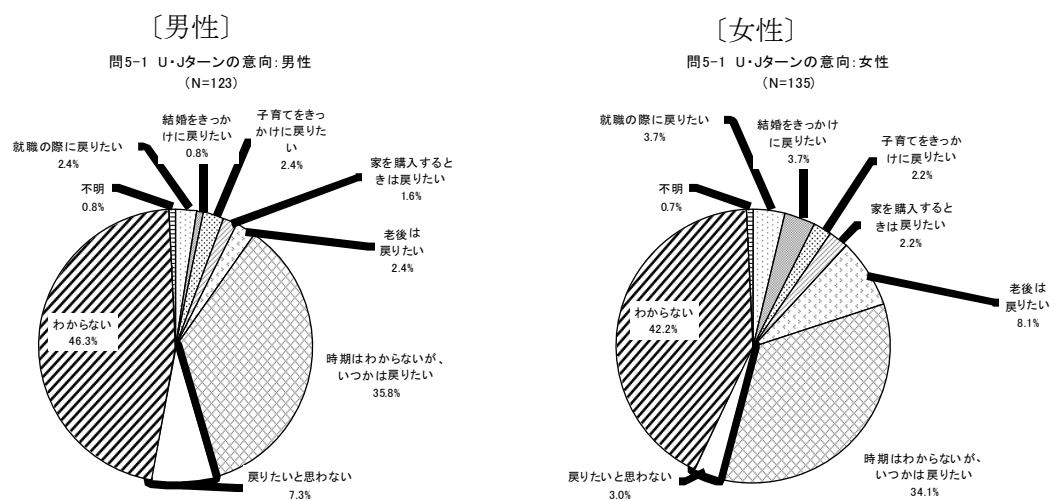 〔男性〕
問5-1 U・Jターンの意向:男性
(N=123)
就職の際に戻りたい
2.4%
結婚をきっか
けに戻りたい
0.8%
子育てをきっ
かけに戻りた
い
2.4%
家を購入すると
きは戻りたい
1.6%
老後は
戻りたい
2.4%
時期はわからないが、
いつかは戻りたい
35.8%
戻りたいと思わない
7.3%
わからない
46.3%
不明
0.8%
〔女性〕
問5-1 U・Jターンの意向:女性
(N=135)
就職の際に戻りたい
3.7%
結婚をきっかけ
に戻りたい
3.7%
子育てをきっか
けに戻りたい
2.2%
家を購入すると
きは戻りたい
2.2%
老後は
戻りたい
8.1%
時期はわからないが、
いつかは戻りたい
34.1%
戻りたいと思わない
3.0%
わからない
42.2%
不明
0.7%